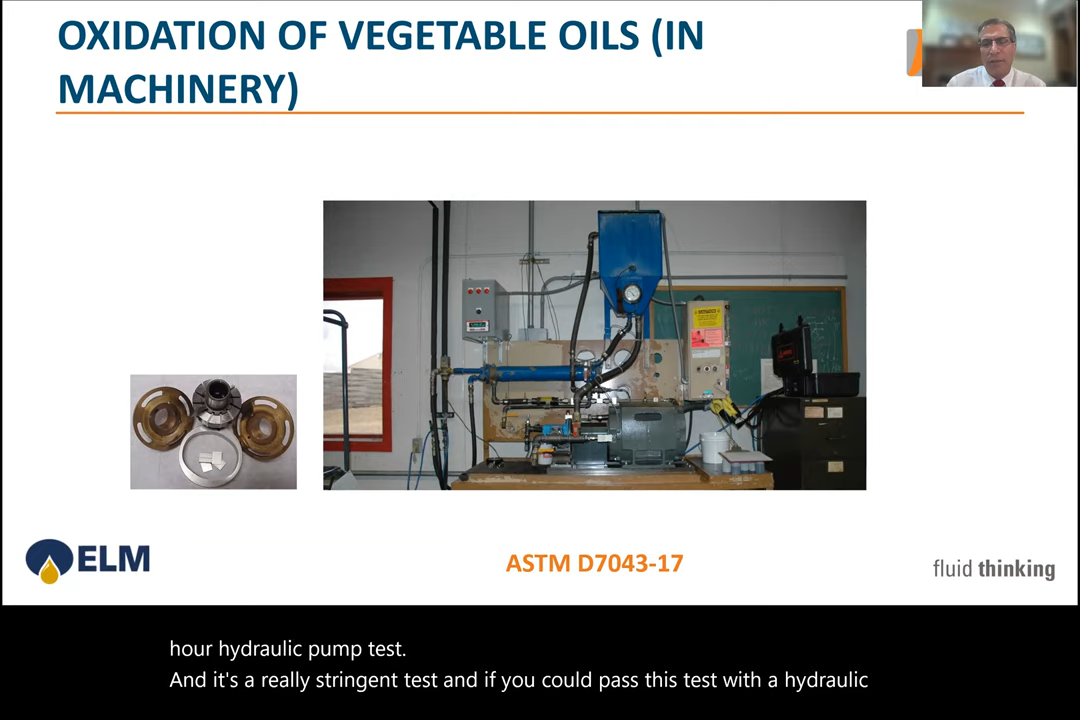 OXIDATION OF VEGETABLE OILS (IN
MACHINERY)
ELM
ASTM D7043-17
fluid thinking
hour hydraulic pump test.
And it's a really stringent test and if you could pass this test with a hydraulic